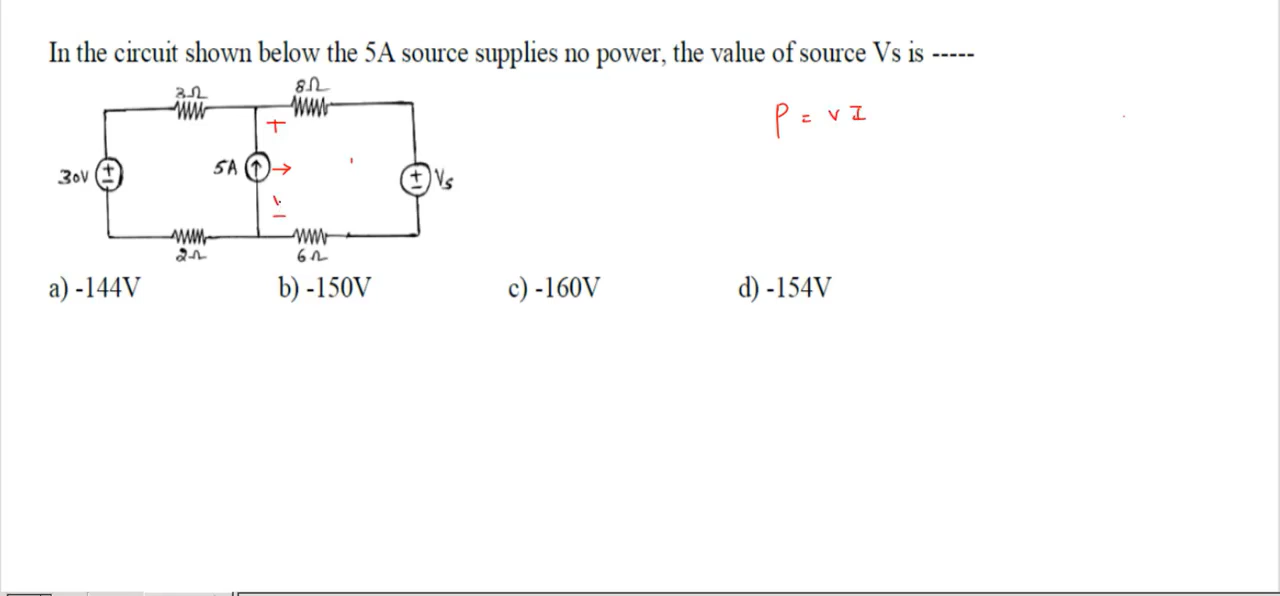 In the circuit shown below the 5A source supplies no power, the value of source Vs is -----
3Ω
8Ω
P = VI
+
30V
+
-
5A
+
-
Vs
-
2Ω
6Ω
a) -144V
b) -150V
c) -160V
d) -154V